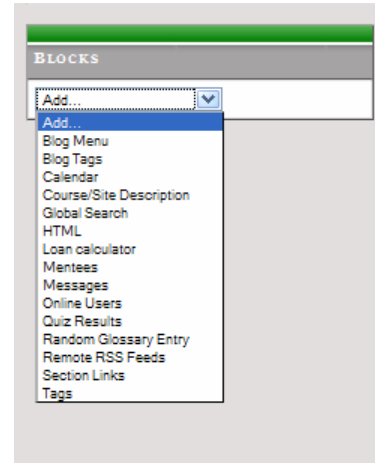 BLOCKS
Add...
Add...
Blog Menu
Blog Tags
Calendar
Course/Site Description
Global Search
HTML
Loan calculator
Mentees
Messages
Online Users
Quiz Results
Random Glossary Entry
Remote RSS Feeds
Section Links
Tags